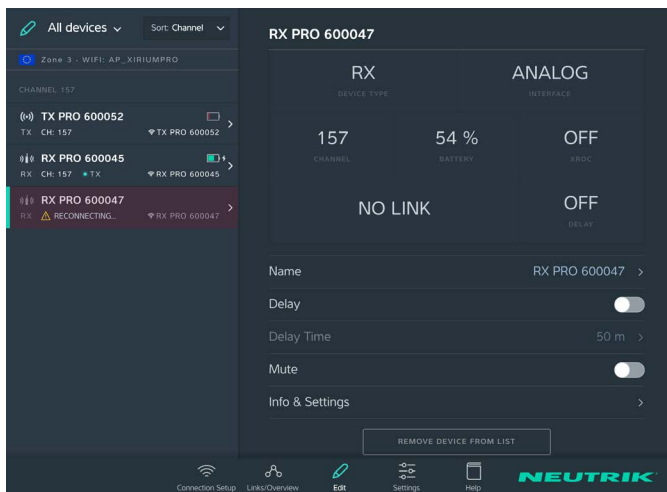 All devices
Sort: Channel
Zone 3 - WIFI: AP_XIRIUMPRO
CHANNEL 157
TX PRO 600052
TX CH: 157 TX PRO 600052
RX PRO 600045
RX CH: 157 TX RX PRO 600045
RX PRO 600047
RX RECONNECTING... RX PRO 600047
RX PRO 600047
RX ANALOG
DEVICE TYPE INTERFACE
157 54 % OFF
CHANNEL BATTERY XRDC
NO LINK OFF
DELAY
Name RX PRO 600047
Delay
Delay Time 50 m
Mute
Info & Settings
REMOVE DEVICE FROM LIST
Connection Setup Links/Overview Edit Settings Help
NEUTRIK